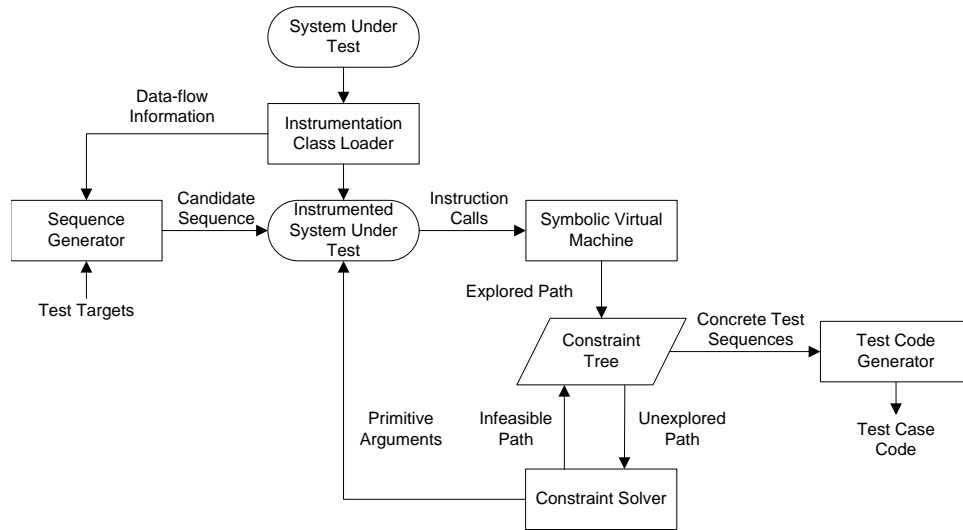 System Under
Test
Data-flow
Information
Instrumentation
Class Loader
Sequence
Generator
Candidate
Sequence
Instrumented
System Under
Test
Instruction
Calls
Symbolic Virtual
Machine
Test Targets
Explored Path
Constraint
Tree
Concrete Test
Sequences
Test Code
Generator
Primitive
Arguments
Infeasible
Path
Unexplored
Path
Test Case
Code
Constraint Solver